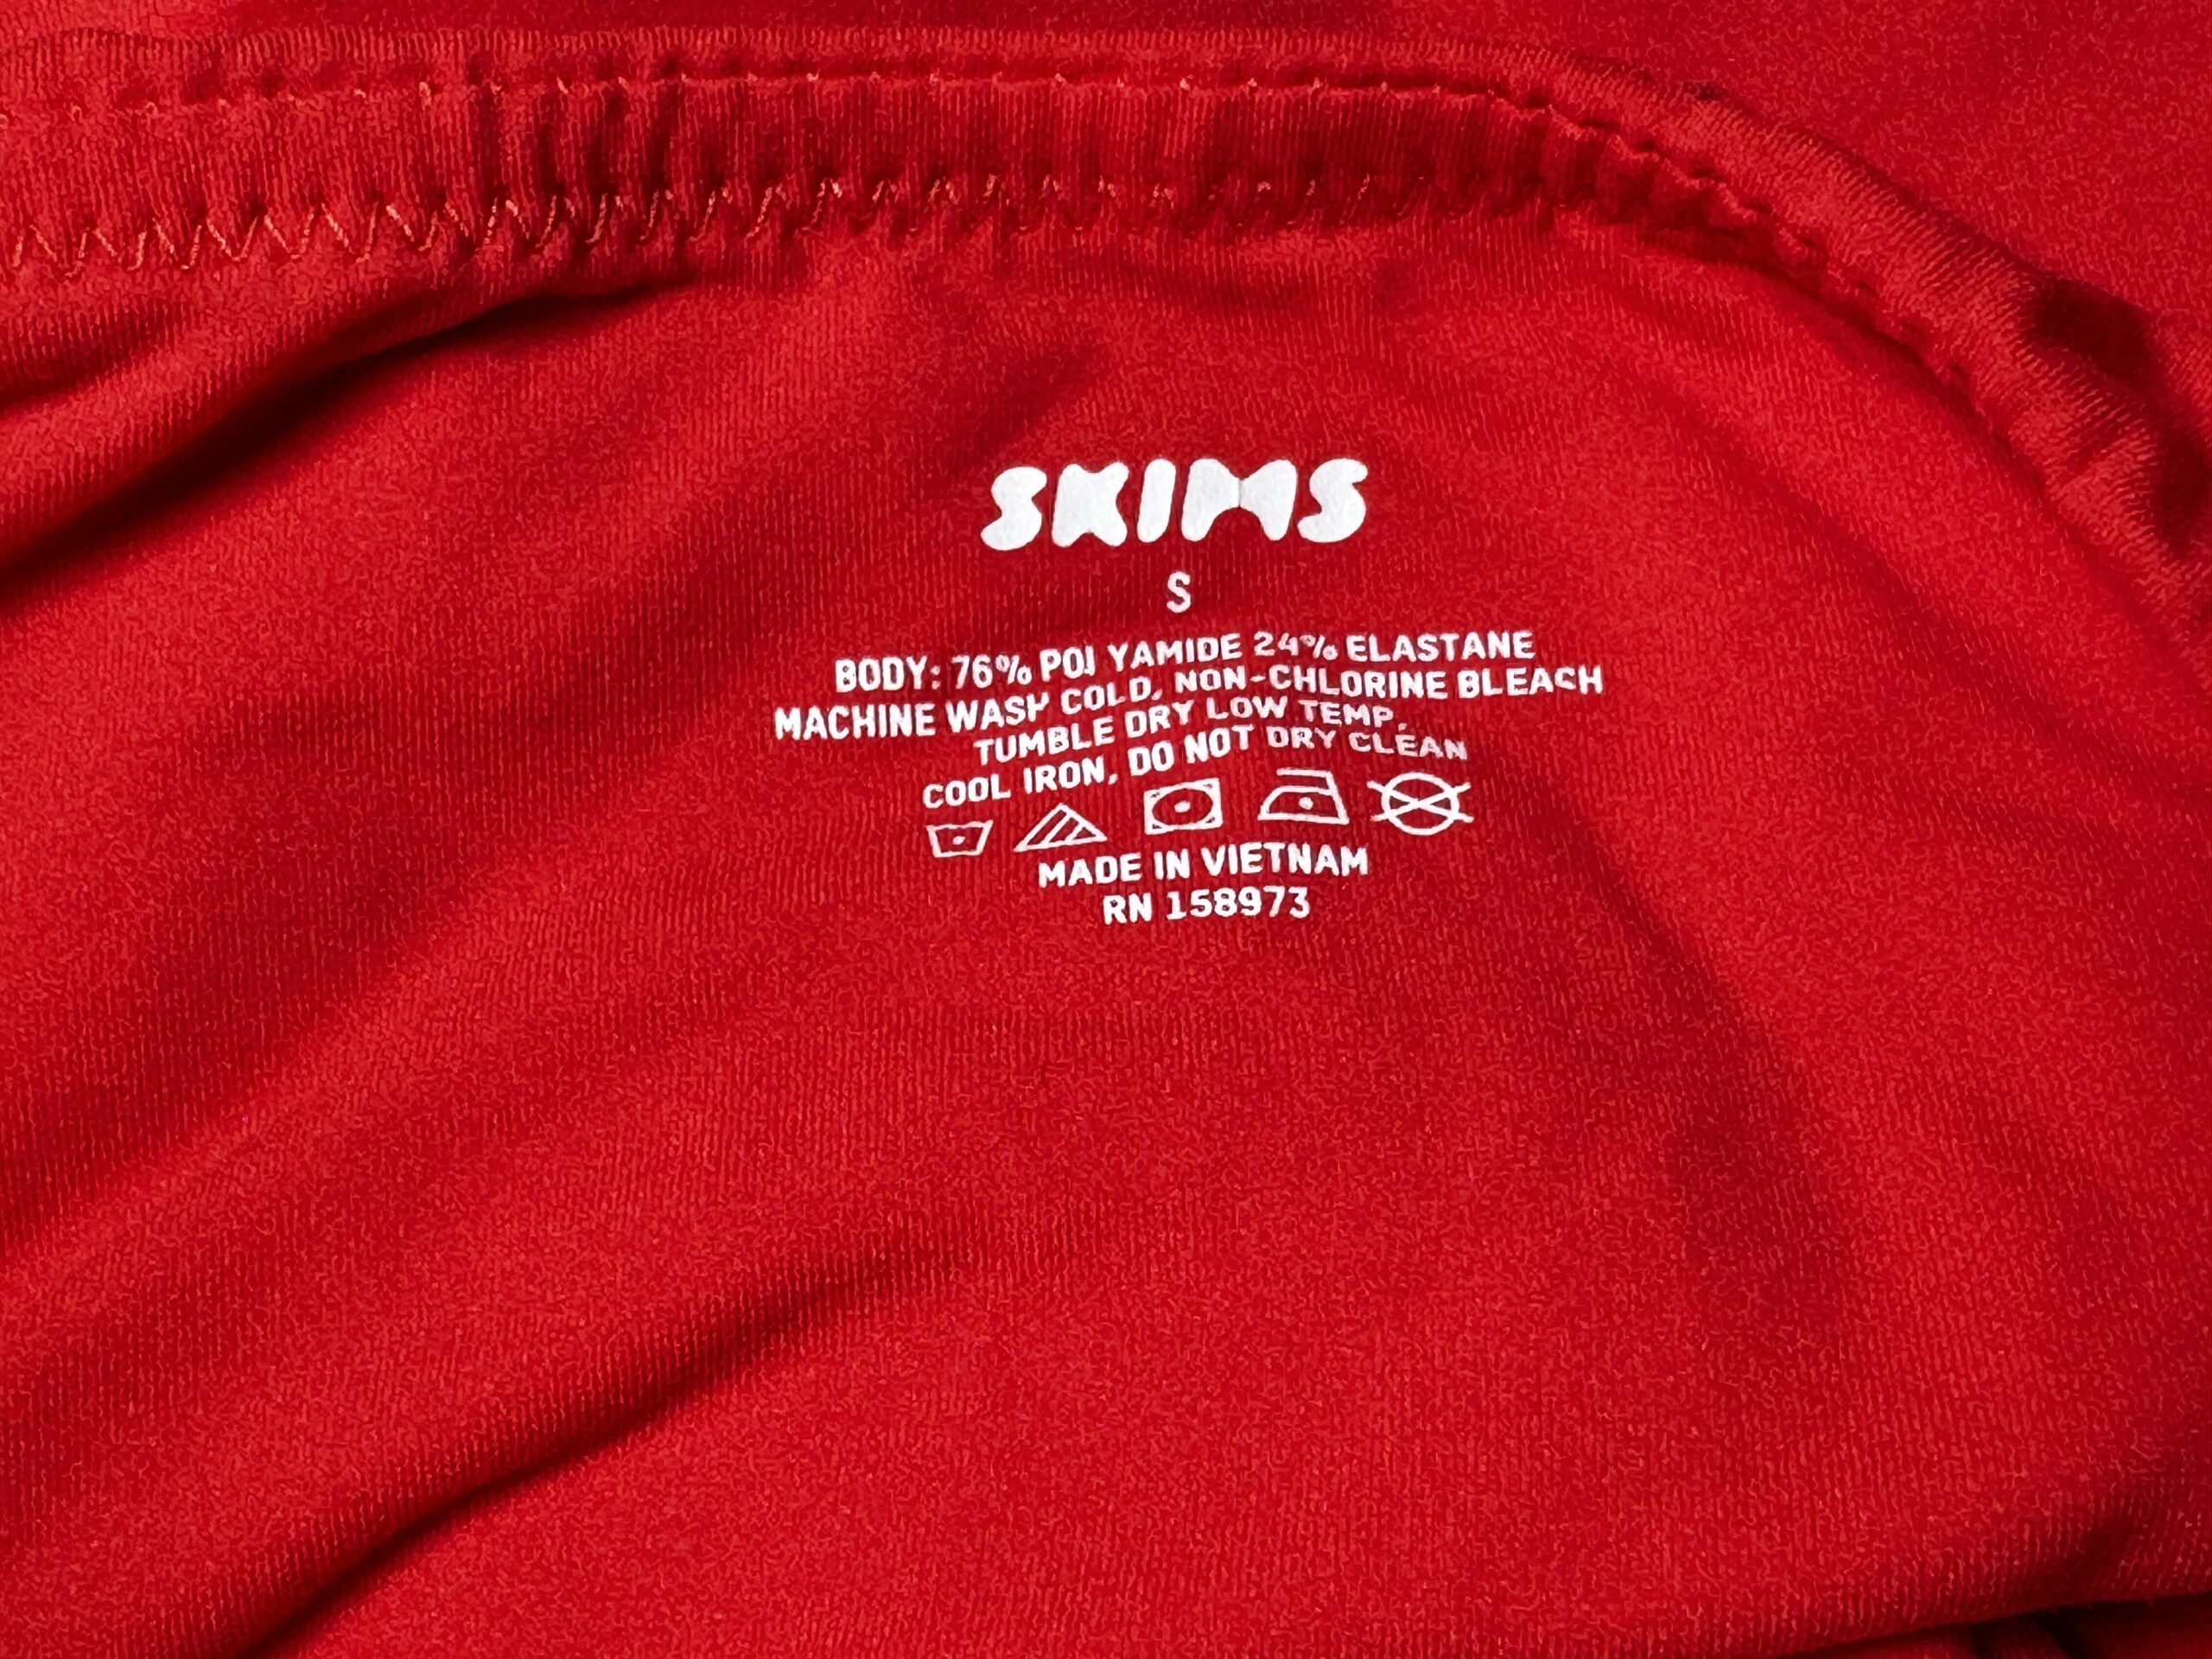 SKIMS
S
BODY: 76% POLYAMIDE 24% ELASTANE
MACHINE WASH COLD, NON-CHLORINE BLEACH
TUMBLE DRY LOW TEMP.
COOL IRON, DO NOT DRY CLEAN
MADE IN VIETNAM
RN 158973